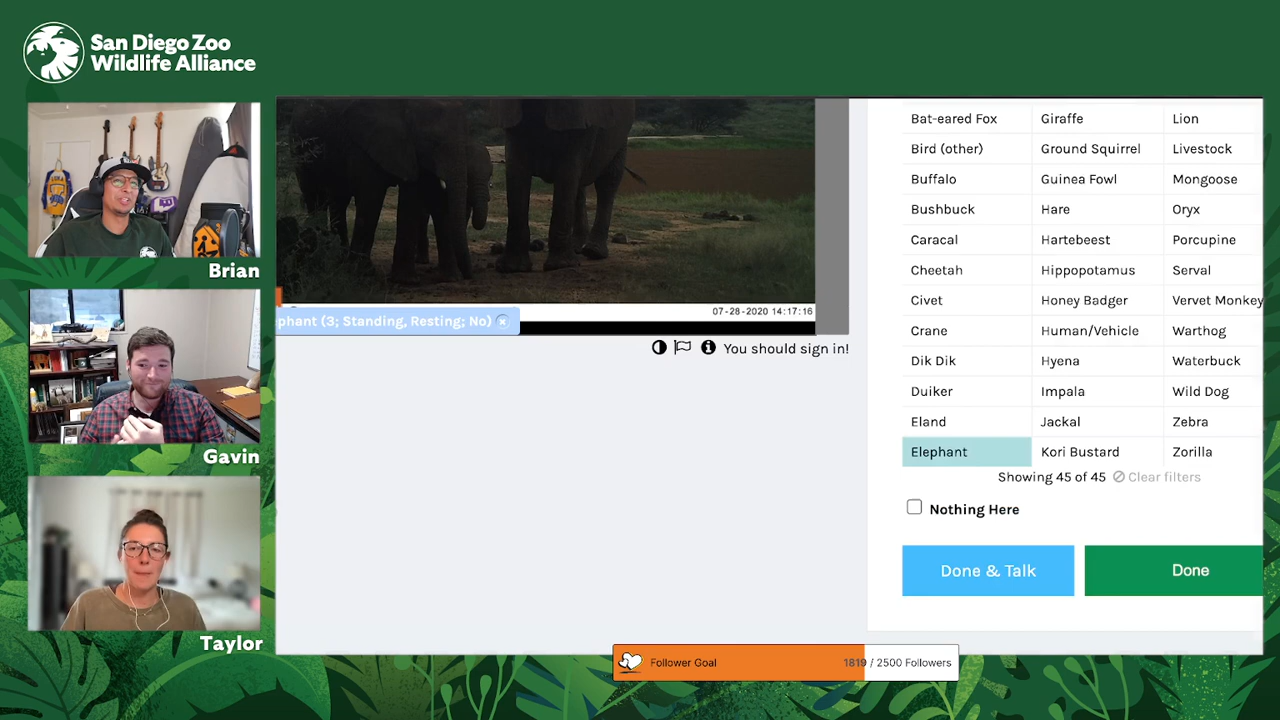 San Diego Zoo
Wildlife Alliance
Brian
Gavin
Taylor
phant (3; Standing, Resting; No)
07-28-2020 14:17:16
You should sign in!
Bat-eared Fox Giraffe Lion
Bird (other) Ground Squirrel Livestock
Buffalo Guinea Fowl Mongoose
Bushbuck Hare Oryx
Caracal Hartebeest Porcupine
Cheetah Hippopotamus Serval
Civet Honey Badger Vervet Monkey
Crane Human/Vehicle Warthog
Dik Dik Hyena Waterbuck
Duiker Impala Wild Dog
Eland Jackal Zebra
Elephant Kori Bustard Zorilla
Showing 45 of 45 Clear filters
Nothing Here
Done & Talk Done
Follower Goal 1819 / 2500 Followers